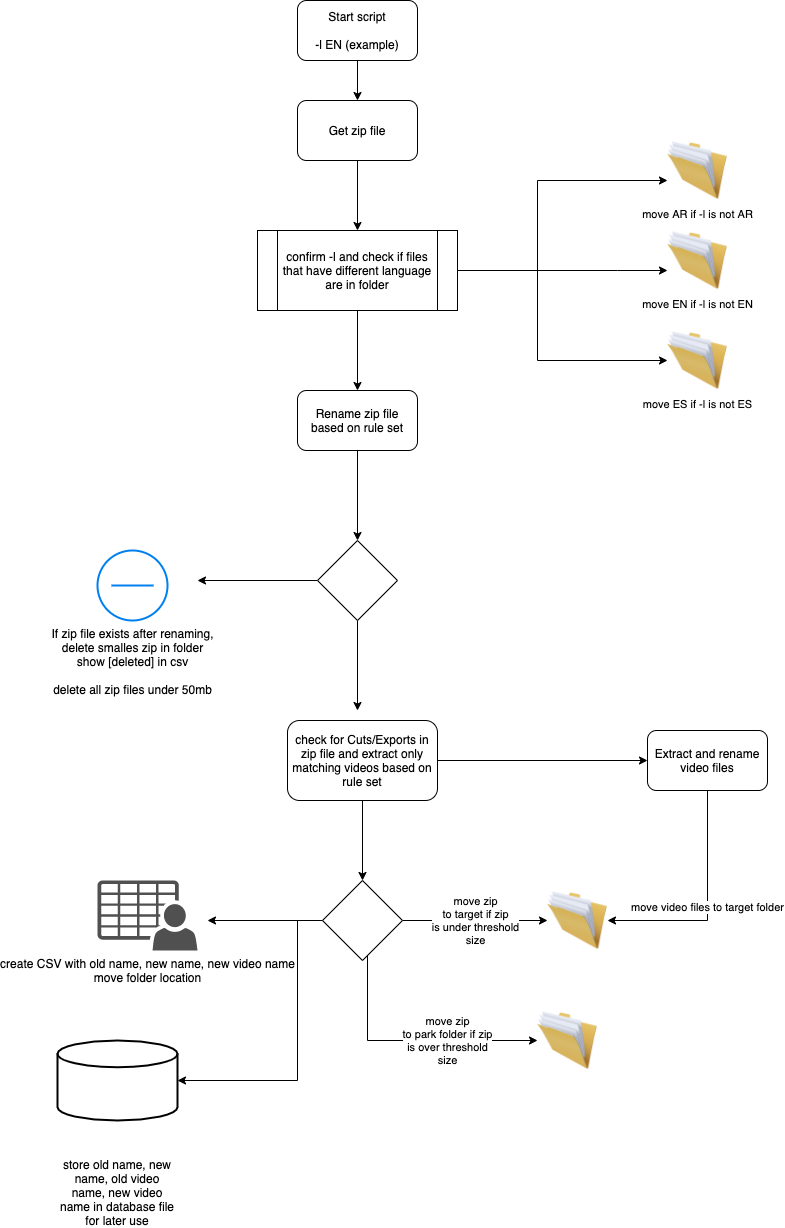 Start script
-l EN (example)
Get zip file
confirm -l and check if files
that have different language
are in folder
move AR if -l is not AR
move EN if -l is not EN
move ES if -l is not ES
Rename zip file
based on rule set
If zip file exists after renaming,
delete smalles zip in folder
show [deleted] in csv
delete all zip files under 50mb
check for Cuts/Exports in
zip file and extract only
matching videos based on
rule set
Extract and rename
video files
move zip
to target if zip
is under threshold
size
move video files to target folder
create CSV with old name, new name, new video name
move folder location
move zip
to park folder if zip
is over threshold
size
store old name, new
name, old video
name, new video
name in database file
for later use